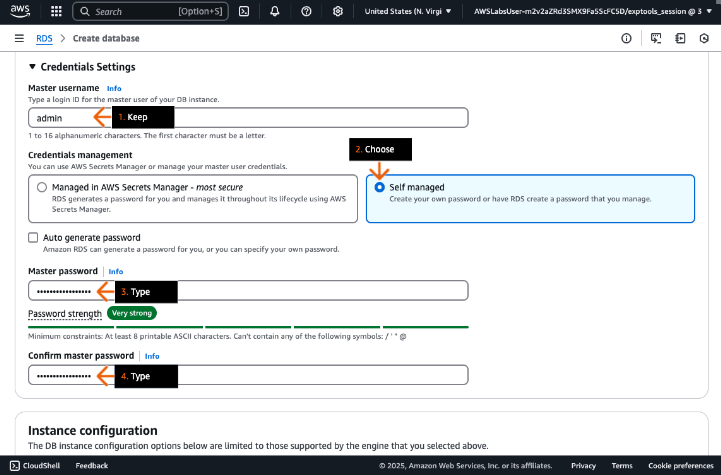 aws
Search [Option+S]
United States (N. Virgi
AWSLabsUser-m2v2aZRd3SMX9Fa5ScFC5D/exptools_session @ 3
RDS > Create database
Credentials Settings
Master username Info
Type a login ID for the master user of your DB instance.
admin
1. Keep
1 to 16 alphanumeric characters. The first character must be a letter.
2. Choose
Credentials management
You can use AWS Secrets Manager or manage your master user credentials.
Managed in AWS Secrets Manager - most secure
RDS generates a password for you and manages it throughout its lifecycle using AWS
Secrets Manager.
Self managed
Create your own password or have RDS create a password that you manage.
Auto generate password
Amazon RDS can generate a password for you, or you can specify your own password.
Master password Info
•••••••••••••••• 3. Type
Password strength Very strong
Minimum constraints: At least 8 printable ASCII characters. Can't contain any of the following symbols: / ' " @
Confirm master password Info
•••••••••••••••• 4. Type
Instance configuration
The DB instance configuration options below are limited to those supported by the engine that you selected above.
CloudShell Feedback © 2025, Amazon Web Services, Inc. or its affiliates. Privacy Terms Cookie preferences